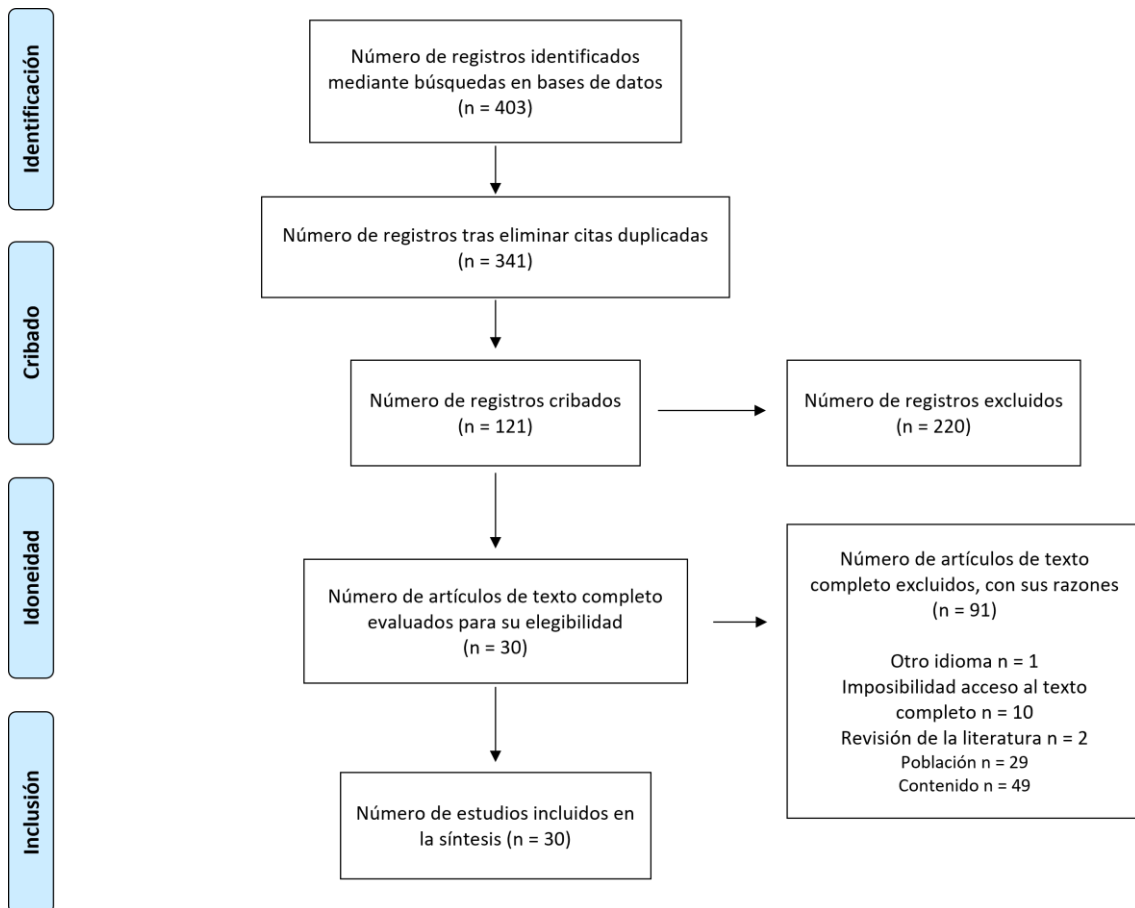 Identificación
Número de registros identificados
mediante búsquedas en bases de datos
(n = 403)
Número de registros tras eliminar citas duplicadas
(n = 341)
Cribado
Número de registros cribados
(n = 121)
Número de registros excluidos
(n = 220)
Idoneidad
Número de artículos de texto completo
evaluados para su elegibilidad
(n = 30)
Número de artículos de texto
completo excluidos, con sus razones
(n = 91)
Otro idioma n = 1
Imposibilidad acceso al texto
completo n = 10
Revisión de la literatura n = 2
Población n = 29
Contenido n = 49
Inclusión
Número de estudios incluidos en
la síntesis (n = 30)